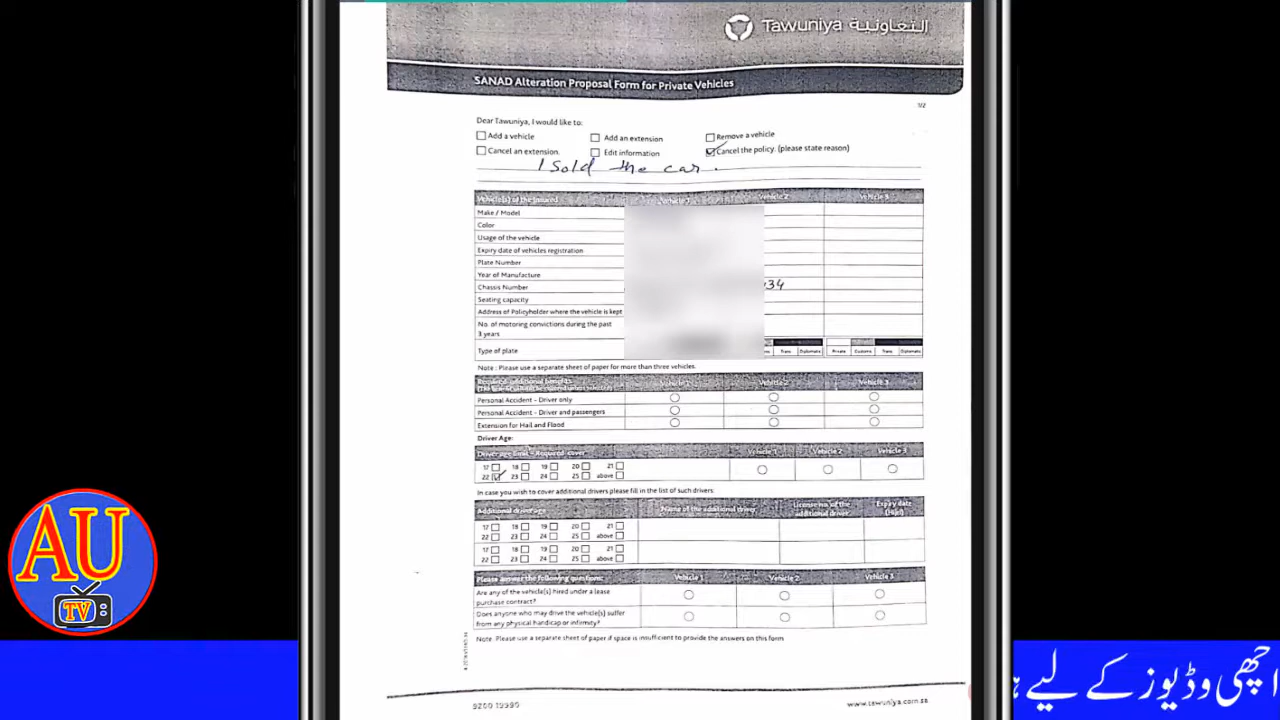 Tawuniya التعاونية
SANAD Alteration Proposal Form for Private Vehicles
1/2
Dear Tawuniya, I would like to:
Add a vehicle Add an extension Remove a vehicle
Cancel an extension. Edit information Cancel the policy. (please state reason)
I sold the car.
Vehicle(s) of the Insured Vehicle 1 Vehicle 2 Vehicle 3
Make / Model
Color
Usage of the vehicle
Expiry date of vehicles registration
Plate Number
Year of Manufacture
Chassis Number 34
Seating capacity
Address of Policyholder where the vehicle is kept
No. of motoring convictions during the past
3 years
Type of plate Trans Diplomatic Private Customs Trans Diplomatic
Note : Please use a separate sheet of paper for more than three vehicles.
Required additional benefits Vehicle 1 Vehicle 2 Vehicle 3
Personal Accident - Driver only
Personal Accident - Driver and passengers
Extension for Hail and Flood
Driver Age:
Driver age limit - Required cover Vehicle 1 Vehicle 2 Vehicle 3
17 18 19 20 21
22 23 24 25 above
In case you wish to cover additional drivers please fill in the list of such drivers:
Additional driver age Name of the additional driver License no. of the additional driver Expiry date (Hijri)
17 18 19 20 21
22 23 24 25 above
17 18 19 20 21
22 23 24 25 above
Please answer the following questions: Vehicle 1 Vehicle 2 Vehicle 3
Are any of the vehicle(s) hired under a lease
purchase contract?
Does anyone who may drive the vehicle(s) suffer
from any physical handicap or infirmity?
Note : Please use a separate sheet of paper if space is insufficient to provide the answers on this form
9200 19990 www.tawuniya.com.sa
AU
TV
اچھی وڈیوز کے لیے